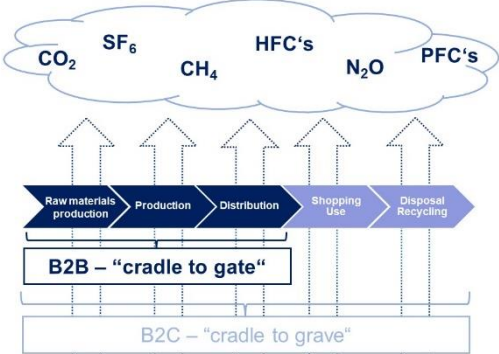 CO₂
SF₆
CH₄
HFC‘s
N₂O
PFC‘s
Raw materials
production
Production
Distribution
Shopping
Use
Disposal
Recycling
B2B – “cradle to gate“
B2C – “cradle to grave“